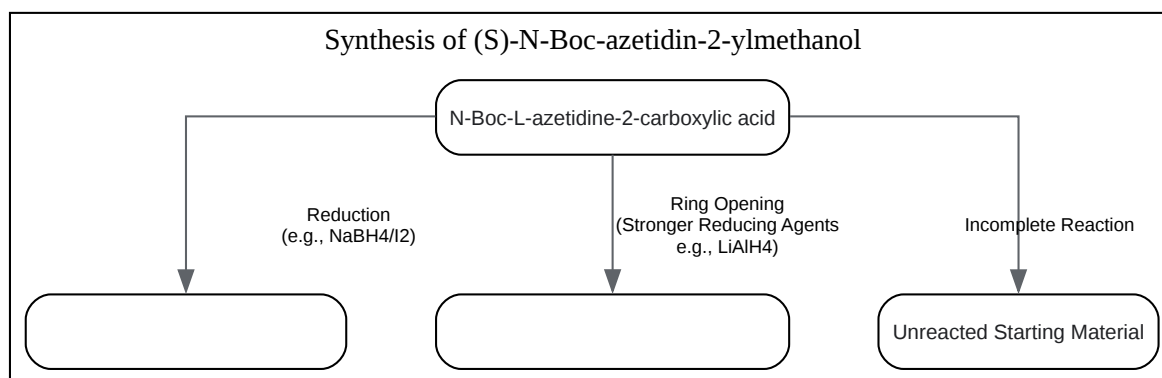 Synthesis of (S)-N-Boc-azetidin-2-ylmethanol
N-Boc-L-azetidine-2-carboxylic acid
Reduction
(e.g., NaBH4/I2)
Ring Opening
(Stronger Reducing Agents
e.g., LiAlH4)
Incomplete Reaction
Unreacted Starting Material